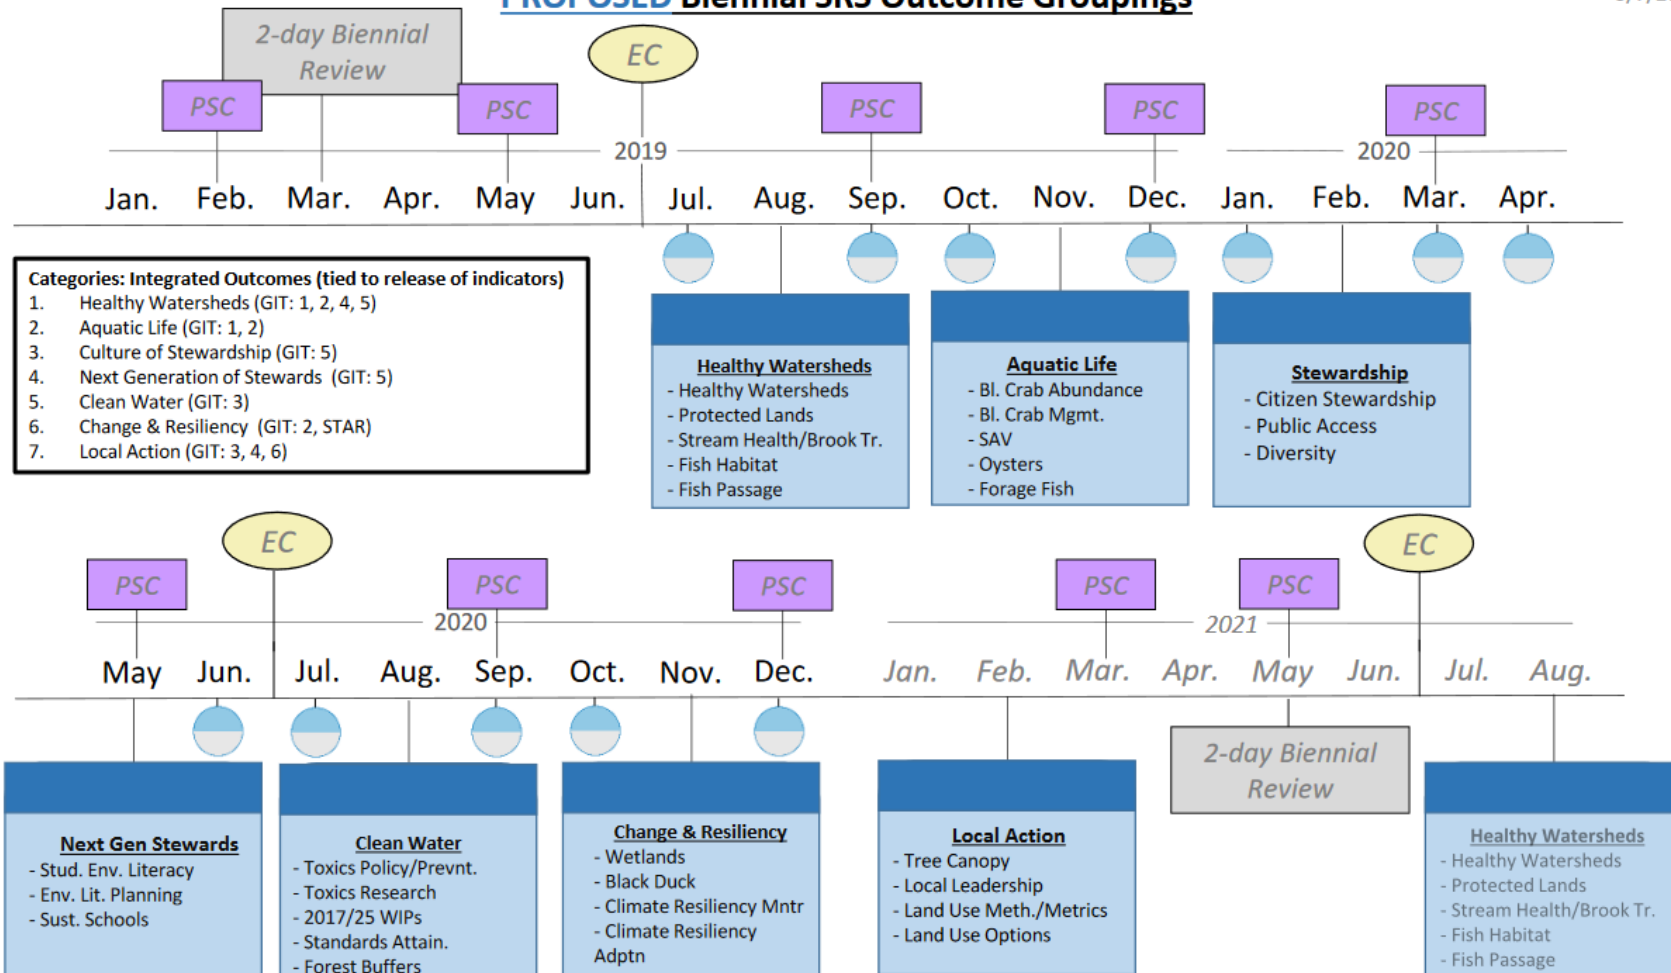 PROPOSED Biennial SRS Outcome Groupings
2-day Biennial
Review
EC
PSC
PSC
PSC
PSC
PSC
2019
2020
Jan. Feb. Mar. Apr. May Jun. Jul. Aug. Sep. Oct. Nov. Dec. Jan. Feb. Mar. Apr.
Categories: Integrated Outcomes (tied to release of indicators)
1. Healthy Watersheds (GIT: 1, 2, 4, 5)
2. Aquatic Life (GIT: 1, 2)
3. Culture of Stewardship (GIT: 5)
4. Next Generation of Stewards (GIT: 5)
5. Clean Water (GIT: 3)
6. Change & Resiliency (GIT: 2, STAR)
7. Local Action (GIT: 3, 4, 6)
Healthy Watersheds
- Healthy Watersheds
- Protected Lands
- Stream Health/Brook Tr.
- Fish Habitat
- Fish Passage
Aquatic Life
- Bl. Crab Abundance
- Bl. Crab Mgmt.
- SAV
- Oysters
- Forage Fish
Stewardship
- Citizen Stewardship
- Public Access
- Diversity
EC
EC
PSC
PSC
PSC
PSC
PSC
2020
2021
May Jun. Jul. Aug. Sep. Oct. Nov. Dec. Jan. Feb. Mar. Apr. May Jun. Jul. Aug.
Next Gen Stewards
- Stud. Env. Literacy
- Env. Lit. Planning
- Sust. Schools
Clean Water
- Toxics Policy/Prevnt.
- Toxics Research
- 2017/25 WIPs
- Standards Attain.
- Forest Buffers
Change & Resiliency
- Wetlands
- Black Duck
- Climate Resiliency Mntr
- Climate Resiliency
Adptn
Local Action
- Tree Canopy
- Local Leadership
- Land Use Meth./Metrics
- Land Use Options
2-day Biennial
Review
Healthy Watersheds
- Healthy Watersheds
- Protected Lands
- Stream Health/Brook Tr.
- Fish Habitat
- Fish Passage